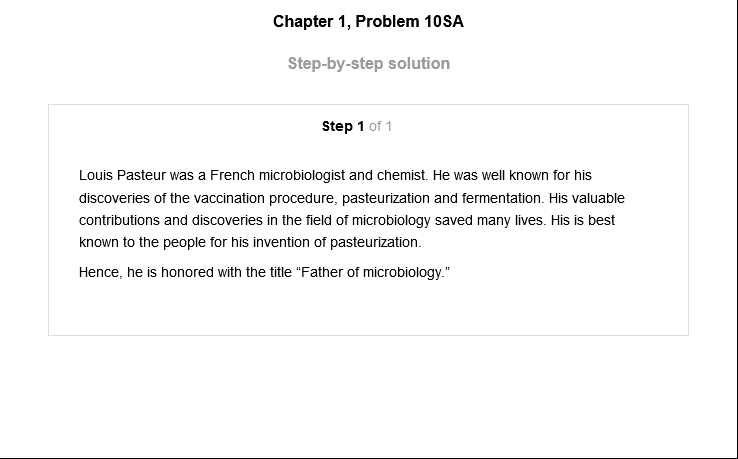 Chapter 1, Problem 10SA
Step-by-step solution
Step 1 of 1
Louis Pasteur was a French microbiologist and chemist. He was well known for his
discoveries of the vaccination procedure, pasteurization and fermentation. His valuable
contributions and discoveries in the field of microbiology saved many lives. His is best
known to the people for his invention of pasteurization.
Hence, he is honored with the title “Father of microbiology.”